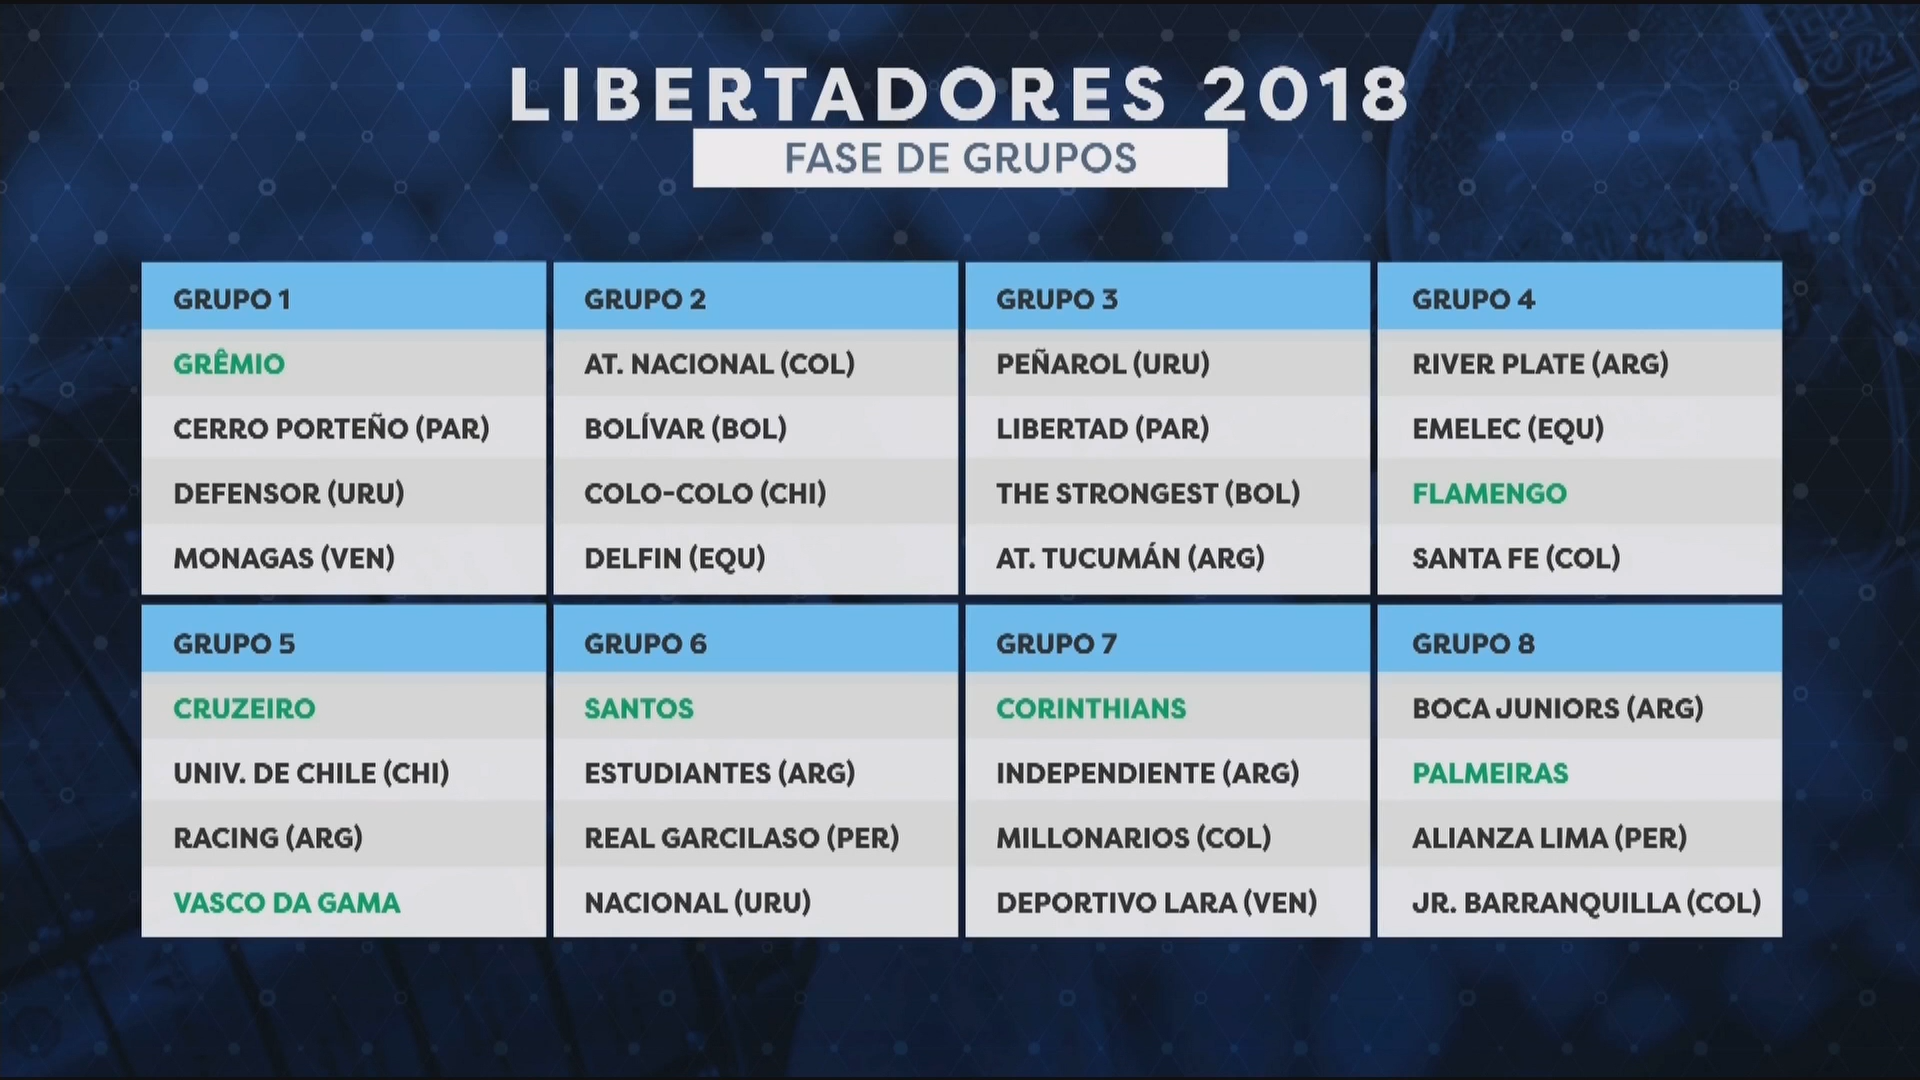 LIBERTADORES 2018
FASE DE GRUPOS
GRUPO 1
GRÊMIO
CERRO PORTEÑO (PAR)
DEFENSOR (URU)
MONAGAS (VEN)
GRUPO 2
AT. NACIONAL (COL)
BOLÍVAR (BOL)
COLO-COLO (CHI)
DELFIN (EQU)
GRUPO 3
PEÑAROL (URU)
LIBERTAD (PAR)
THE STRONGEST (BOL)
AT. TUCUMÁN (ARG)
GRUPO 4
RIVER PLATE (ARG)
EMELEC (EQU)
FLAMENGO
SANTA FE (COL)
GRUPO 5
CRUZEIRO
UNIV. DE CHILE (CHI)
RACING (ARG)
VASCO DA GAMA
GRUPO 6
SANTOS
ESTUDIANTES (ARG)
REAL GARCILASO (PER)
NACIONAL (URU)
GRUPO 7
CORINTHIANS
INDEPENDIENTE (ARG)
MILLONARIOS (COL)
DEPORTIVO LARA (VEN)
GRUPO 8
BOCA JUNIORS (ARG)
PALMEIRAS
ALIANZA LIMA (PER)
JR. BARRANQUILLA (COL)